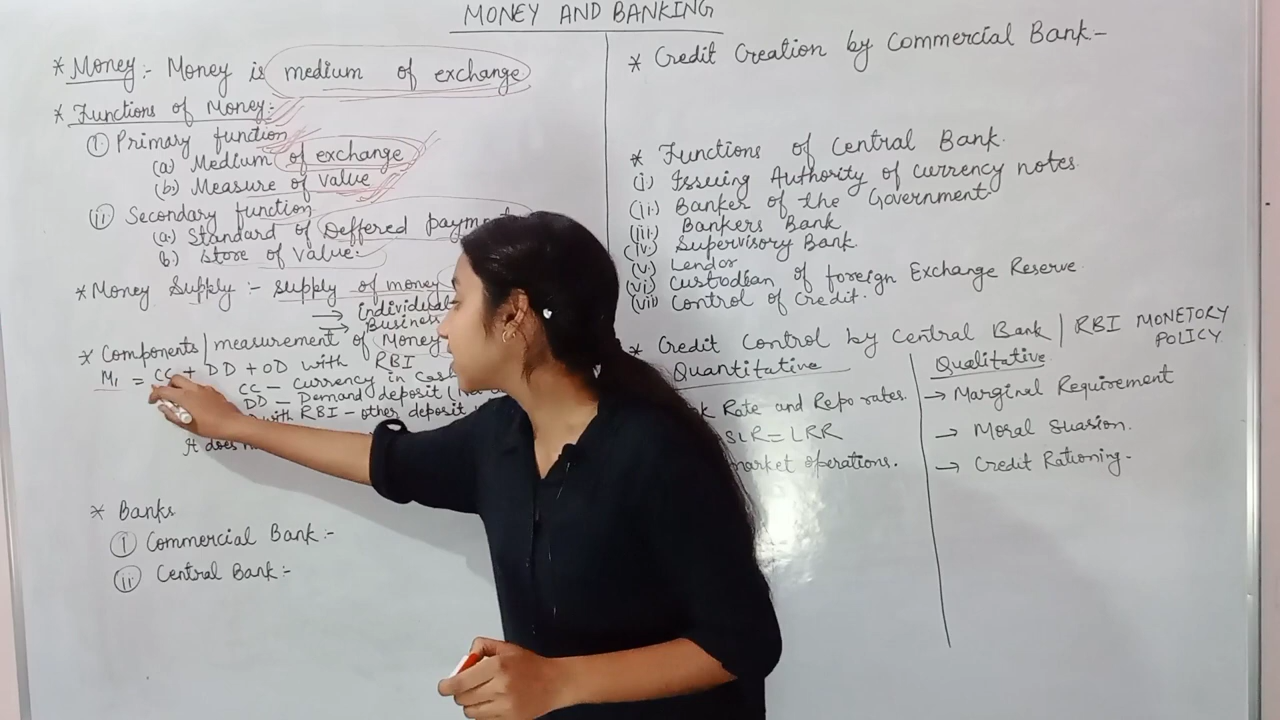 MONEY AND BANKING
* Money :- Money is medium of exchange
* Functions of Money:-
(i) Primary function
(a) Medium of exchange
(b) Measure of Value
(ii) Secondary function
(a) Standard of Deffered payment
(b) Store of Value:-
* Money Supply :- supply of money
→ Individual
→ Business
* Components / measurement of Money
M1 = CC + DD + OD with RBI
CC - currency in cash
DD - Demand deposit (
with RBI - other deposit
It does
* Banks
(i) Commercial Bank :-
(ii) Central Bank :-
* Credit Creation by Commercial Bank -
* Functions of Central Bank.
(i) Issuing Authority of currency notes
(ii) Banker of the Government
(iii) Bankers Bank
(iv) Supervisory Bank.
(v) Lendor
(vi) Custodian of foreign Exchange Reserve
(vii) Control of Credit.
* Credit Control by Central Bank / RBI MONETORY POLICY
Quantitative
Rate and Repo rates.
SLR = LRR
market operations.
Qualitative
→ Marginal Requirement
→ Moral Suasion.
→ Credit Rationing -